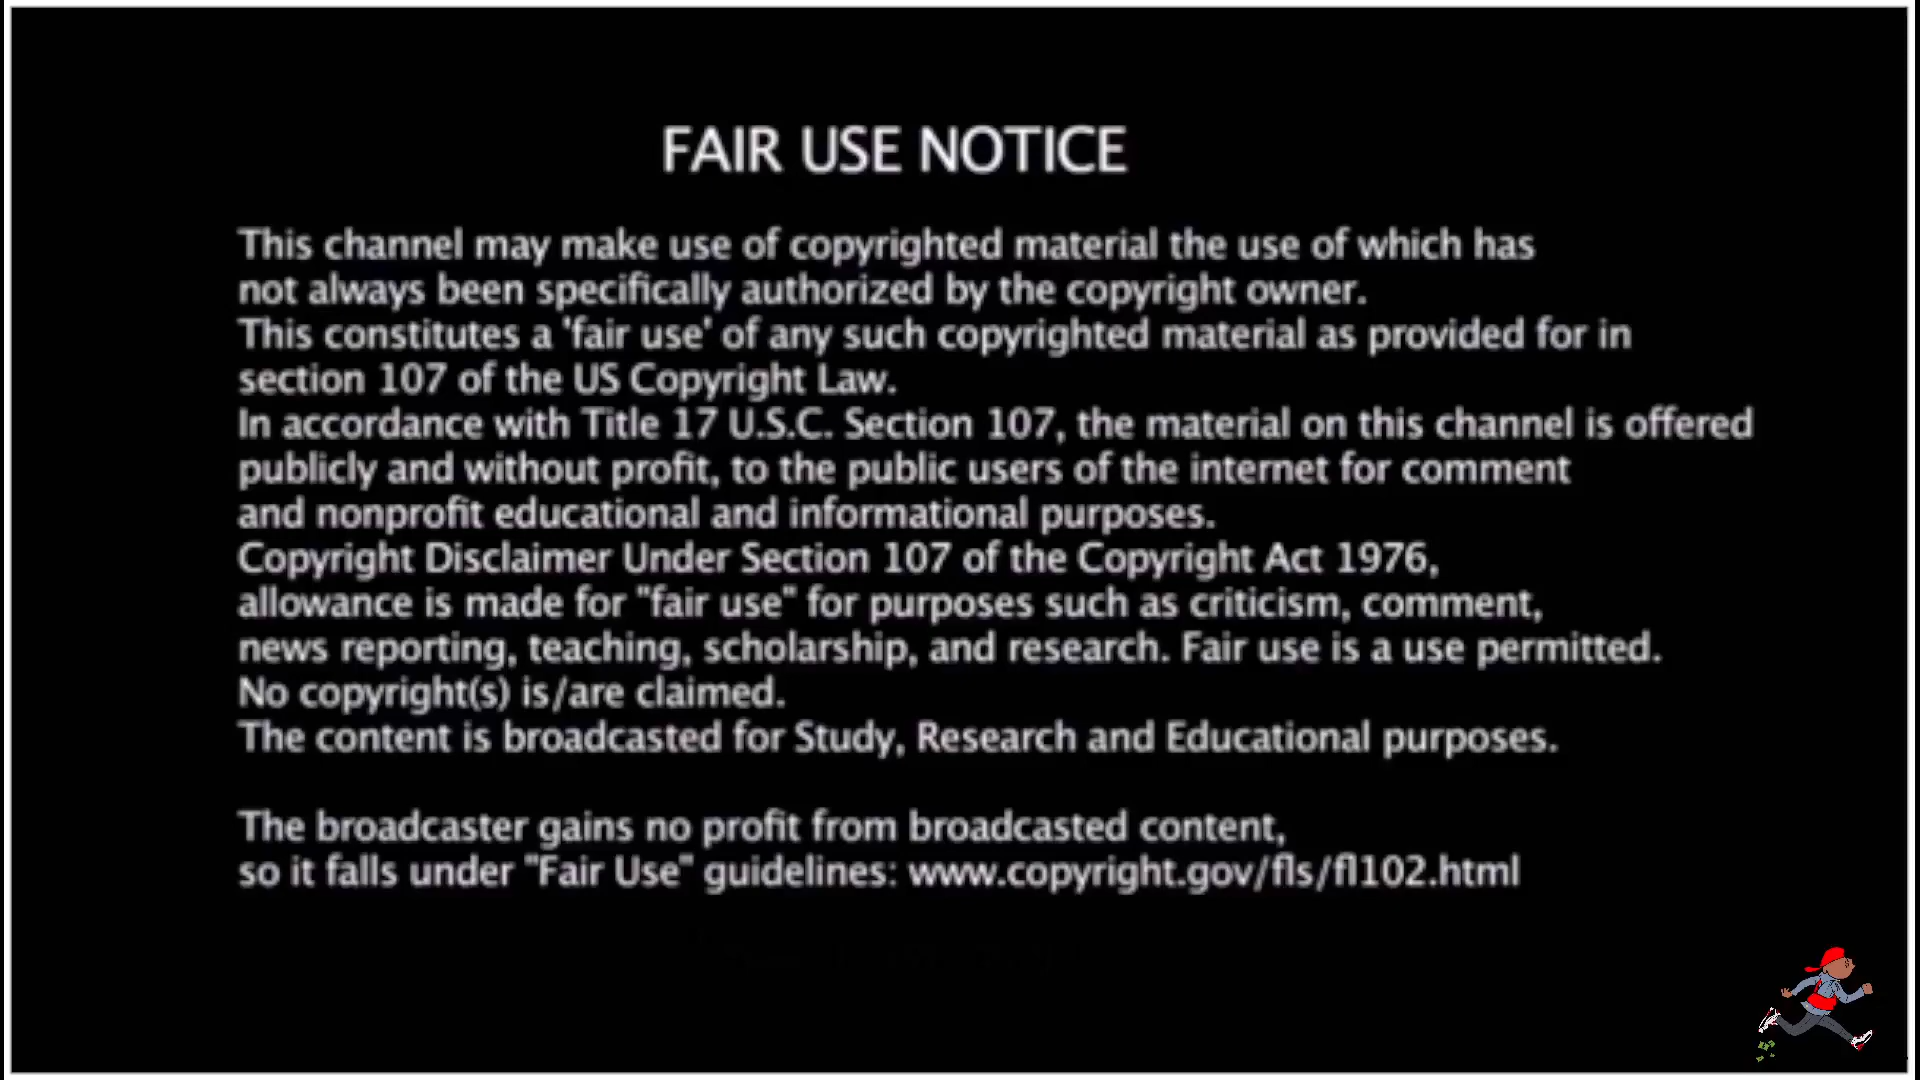 FAIR USE NOTICE
This channel may make use of copyrighted material the use of which has
not always been specifically authorized by the copyright owner.
This constitutes a 'fair use' of any such copyrighted material as provided for in
section 107 of the US Copyright Law.
In accordance with Title 17 U.S.C. Section 107, the material on this channel is offered
publicly and without profit, to the public users of the internet for comment
and nonprofit educational and informational purposes.
Copyright Disclaimer Under Section 107 of the Copyright Act 1976,
allowance is made for "fair use" for purposes such as criticism, comment,
news reporting, teaching, scholarship, and research. Fair use is a use permitted.
No copyright(s) is/are claimed.
The content is broadcasted for Study, Research and Educational purposes.
The broadcaster gains no profit from broadcasted content,
so it falls under "Fair Use" guidelines: www.copyright.gov/fls/fl102.html